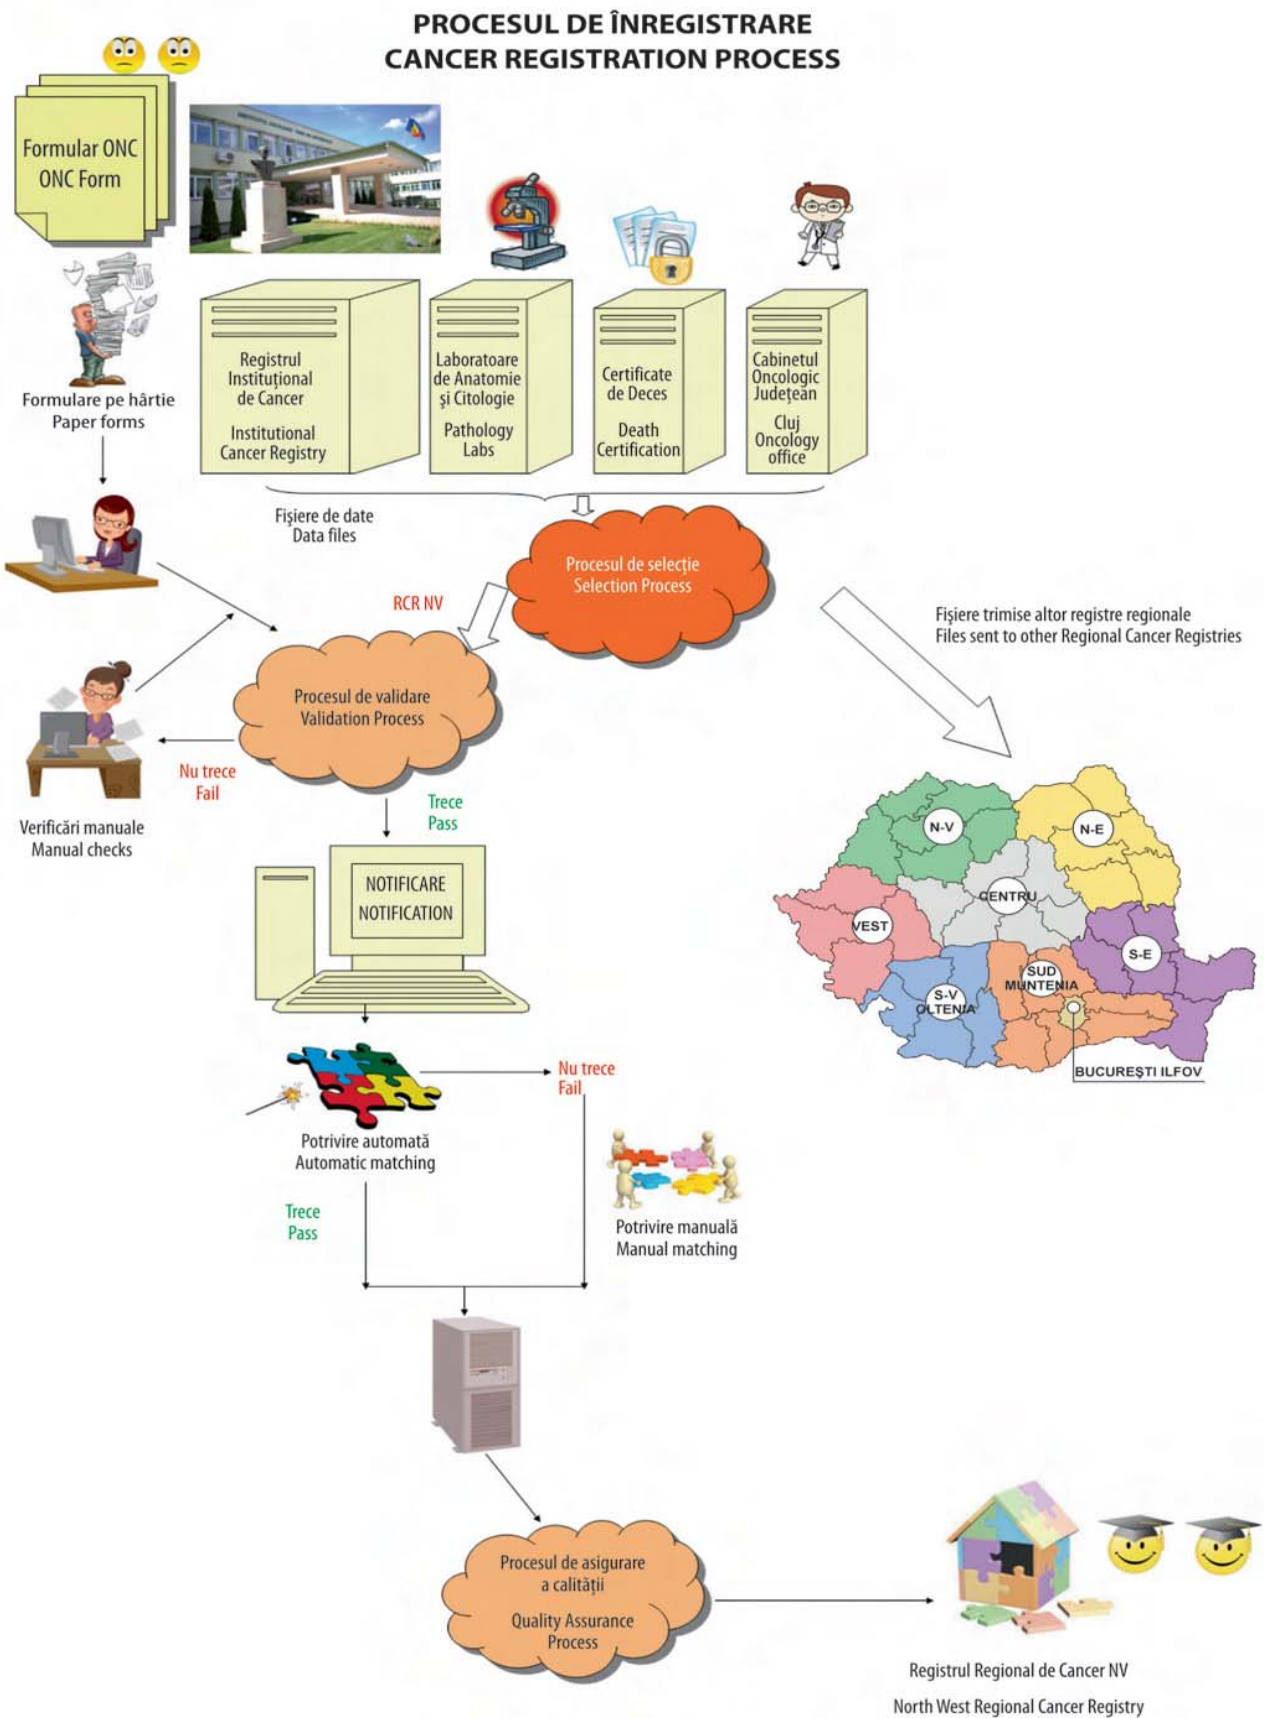 PROCESUL DE ÎNREGISTRARE
CANCER REGISTRATION PROCESS
Formular ONC
ONC Form
Formulare pe hârtie
Paper forms
Registrul
Instituțional
de Cancer
Institutional
Cancer Registry
Laboratoare
de Anatomie
și Citologie
Pathology
Labs
Certificate
de Deces
Death
Certification
Cabinetul
Oncologic
Județean
Cluj
Oncology
office
Fișiere de date
Data files
Procesul de selecție
Selection Process
RCR NV
Fișiere trimise altor registre regionale
Files sent to other Regional Cancer Registries
Procesul de validare
Validation Process
Nu trece
Fail
Trece
Pass
Verificări manuale
Manual checks
NOTIFICARE
NOTIFICATION
N-V
N-E
CENTRU
VEST
S-E
SUD
MUNTENIA
S-V
OLTENIA
BUCUREȘTI ILFOV
Nu trece
Fail
Potrivire automată
Automatic matching
Trece
Pass
Potrivire manuală
Manual matching
Procesul de asigurare
a calității
Quality Assurance
Process
Registrul Regional de Cancer NV
North West Regional Cancer Registry